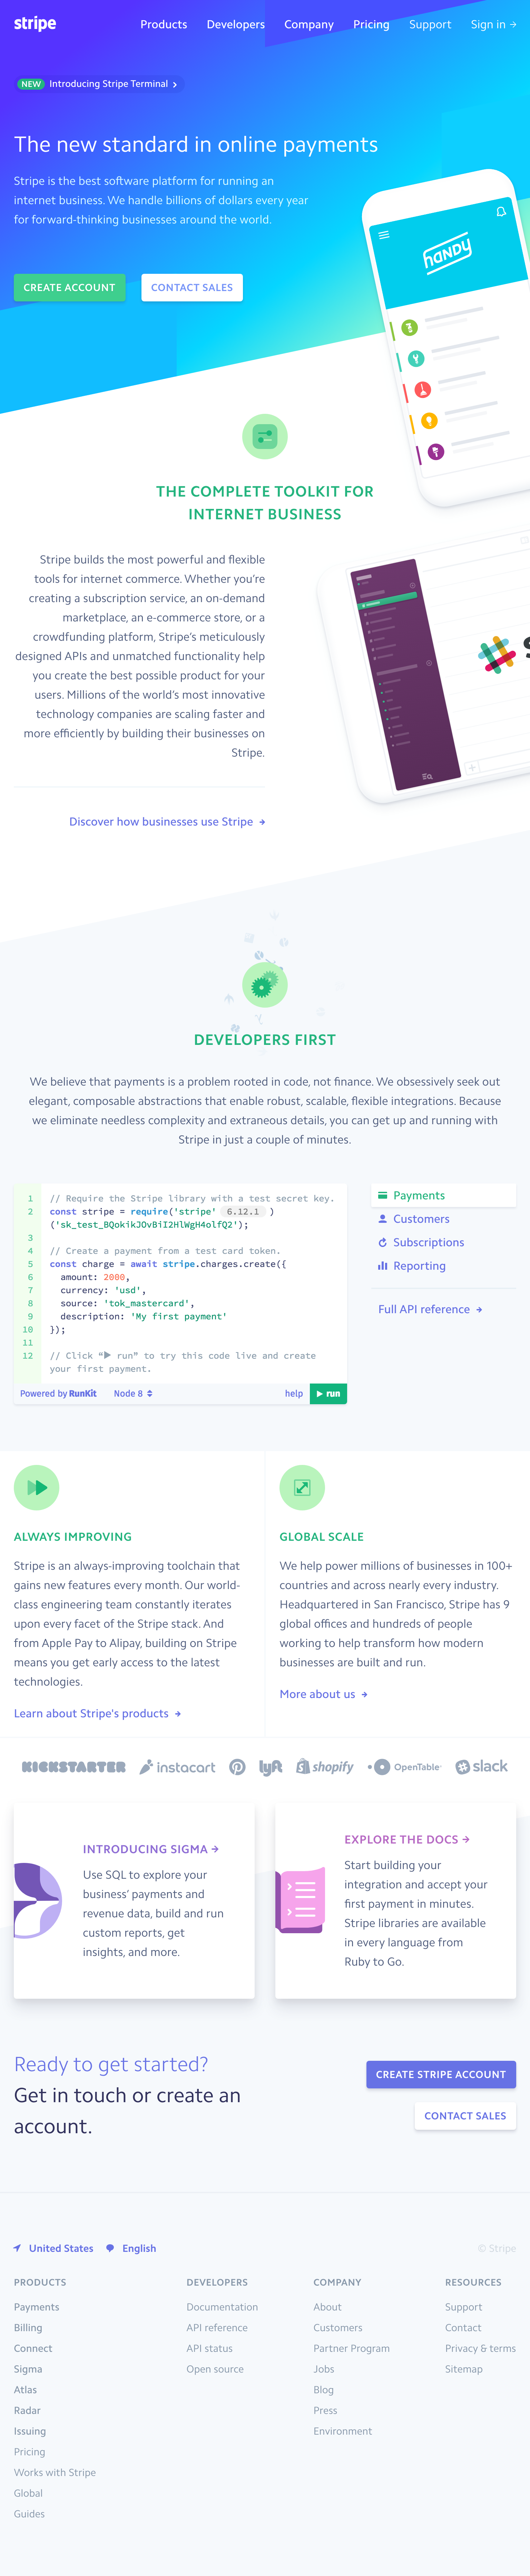 stripe
Products Developers Company Pricing Support Sign in →
NEW Introducing Stripe Terminal
The new standard in online payments
Stripe is the best software platform for running an
internet business. We handle billions of dollars every year
for forward-thinking businesses around the world.
CREATE ACCOUNT CONTACT SALES
handy
THE COMPLETE TOOLKIT FOR
INTERNET BUSINESS
Stripe builds the most powerful and flexible
tools for internet commerce. Whether you’re
creating a subscription service, an on-demand
marketplace, an e-commerce store, or a
crowdfunding platform, Stripe’s meticulously
designed APIs and unmatched functionality help
you create the best possible product for your
users. Millions of the world’s most innovative
technology companies are scaling faster and
more efficiently by building their businesses on
Stripe.
Discover how businesses use Stripe →
DEVELOPERS FIRST
We believe that payments is a problem rooted in code, not finance. We obsessively seek out
elegant, composable abstractions that enable robust, scalable, flexible integrations. Because
we eliminate needless complexity and extraneous details, you can get up and running with
Stripe in just a couple of minutes.
1 // Require the Stripe library with a test secret key.
2 const stripe = require('stripe' 6.12.1 )
('sk_test_BQokikJOvBiI2HlWgH4olfQ2');
3
4 // Create a payment from a test card token.
5 const charge = await stripe.charges.create({
6 amount: 2000,
7 currency: 'usd',
8 source: 'tok_mastercard',
9 description: 'My first payment'
10 });
11
12 // Click “▶ run” to try this code live and create
your first payment.
Powered by RunKit Node 8 help ▶ run
Payments
Customers
Subscriptions
Reporting
Full API reference →
ALWAYS IMPROVING
Stripe is an always-improving toolchain that
gains new features every month. Our world-
class engineering team constantly iterates
upon every facet of the Stripe stack. And
from Apple Pay to Alipay, building on Stripe
means you get early access to the latest
technologies.
Learn about Stripe's products →
GLOBAL SCALE
We help power millions of businesses in 100+
countries and across nearly every industry.
Headquartered in San Francisco, Stripe has 9
global offices and hundreds of people
working to help transform how modern
businesses are built and run.
More about us →
KICKSTARTER instacart lyft shopify OpenTable slack
INTRODUCING SIGMA →
Use SQL to explore your
business’ payments and
revenue data, build and run
custom reports, get
insights, and more.
EXPLORE THE DOCS →
Start building your
integration and accept your
first payment in minutes.
Stripe libraries are available
in every language from
Ruby to Go.
Ready to get started?
Get in touch or create an
account.
CREATE STRIPE ACCOUNT
CONTACT SALES
United States English © Stripe
PRODUCTS
Payments
Billing
Connect
Sigma
Atlas
Radar
Issuing
Pricing
Works with Stripe
Global
Guides
DEVELOPERS
Documentation
API reference
API status
Open source
COMPANY
About
Customers
Partner Program
Jobs
Blog
Press
Environment
RESOURCES
Support
Contact
Privacy & terms
Sitemap